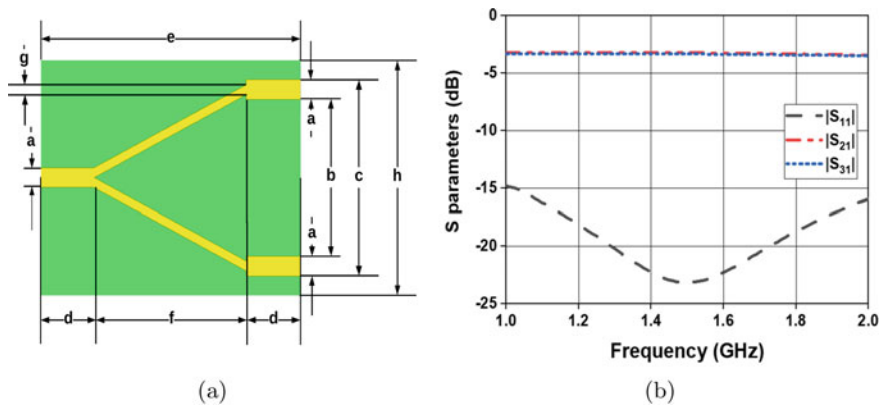 e
g
a
a
b
c
h
a
d
f
d
(a)
0
-5
-10
-15
-20
-25
S parameters (dB)
|S11|
|S21|
|S31|
1.0
1.2
1.4
1.6
1.8
2.0
Frequency (GHz)
(b)